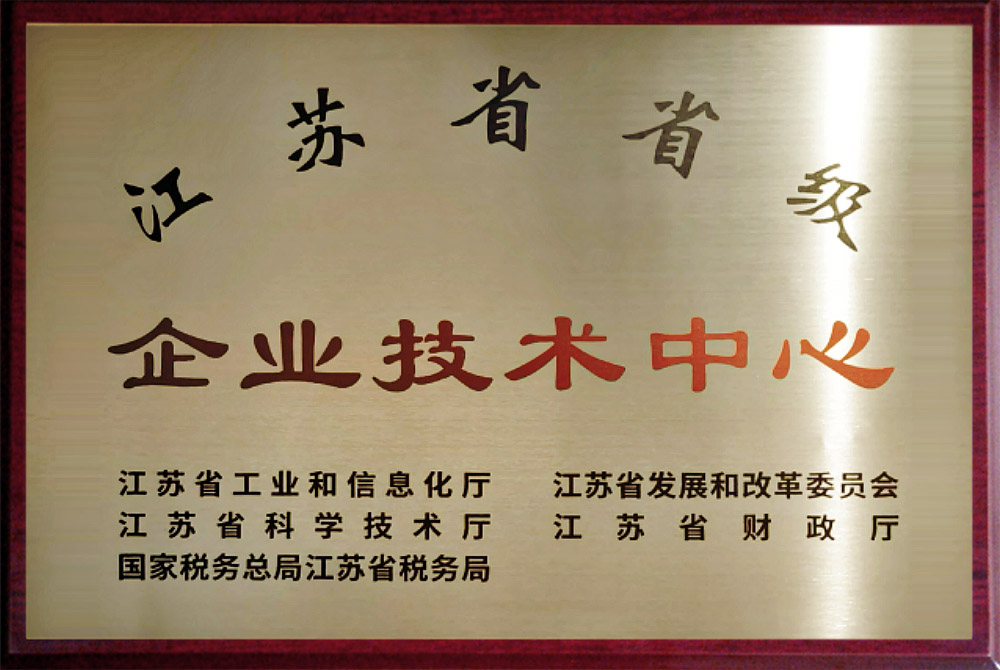 江苏省省级
企业技术中心
江苏省工业和信息化厅 江苏省发展和改革委员会
江苏省科学技术厅 江苏省财政厅
国家税务总局江苏省税务局